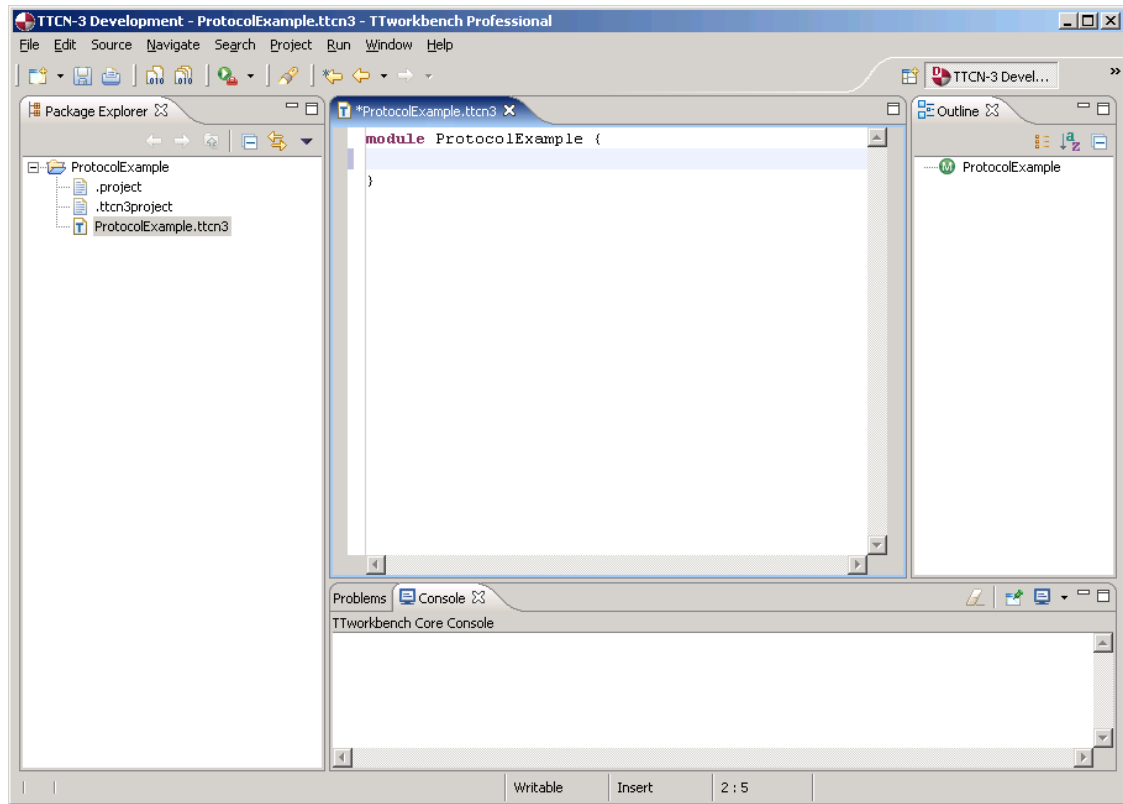 TTCN-3 Development - ProtocolExample.ttcn3 - TTworkbench Professional
File Edit Source Navigate Search Project Run Window Help
TTCN-3 Devel... »
Package Explorer
*ProtocolExample.ttcn3
Outline
module ProtocolExample {
}
ProtocolExample
.project
.ttcn3project
ProtocolExample.ttcn3
ProtocolExample
Problems Console
TTworkbench Core Console
Writable Insert 2 : 5